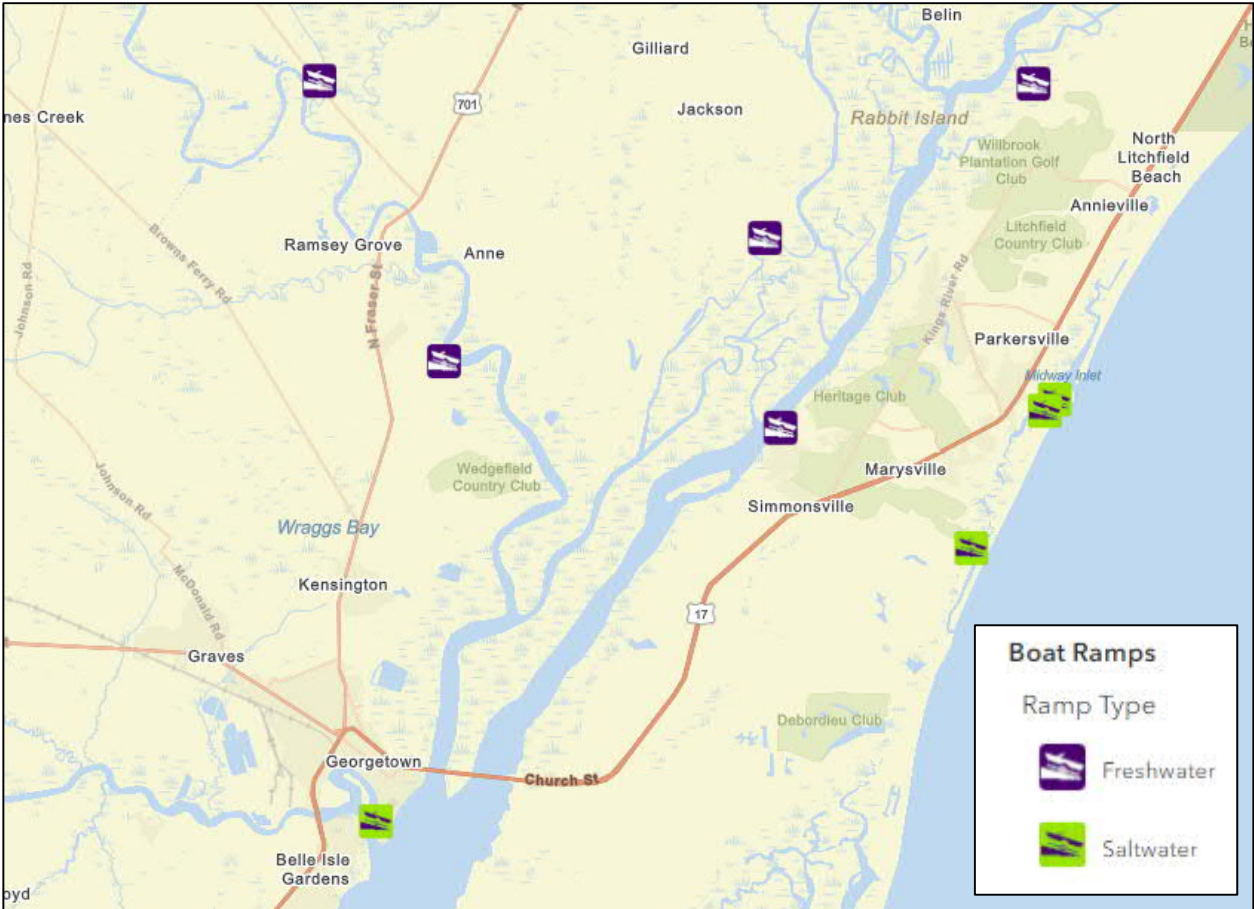 Belin
Gilliard
701
Jackson
nes Creek
Rabbit Island
Willbrook
Plantation Golf
Club
North
Litchfield
Beach
Annieville
Litchfield
Country Club
Browns Ferry Rd
Ramsey Grove
Anne
Johnson Rd
N Fraser St
Kings River Rd
Parkersville
Midway Inlet
Heritage Club
Wedgefield
Country Club
Marysville
Simmonsville
Johnson Rd
Wraggs Bay
Kensington
McDonald Rd
17
Graves
Debordieu Club
Georgetown
Church St
Belle Isle
Gardens
oyd
Boat Ramps
Ramp Type
Freshwater
Saltwater